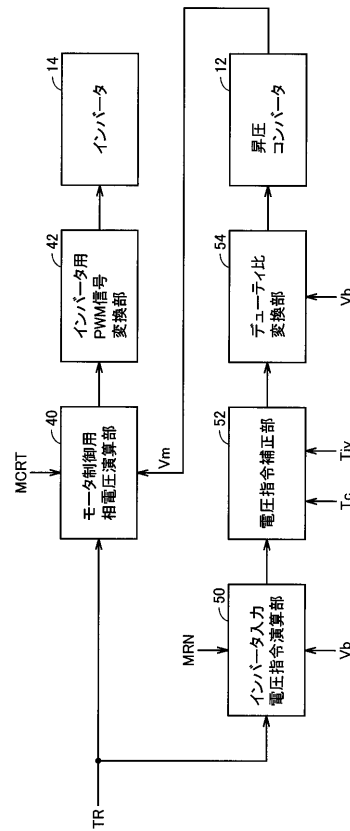 TR
MCRT
40
モータ制御用
相電圧演算部
42
インバータ用
PWM信号
変換部
14
インバータ
Vm
MRN
50
インバータ入力
電圧指令演算部
Vb
52
電圧指令補正部
Tc
Tiv
54
デューティ比
変換部
Vb
12
昇圧
コンバータ